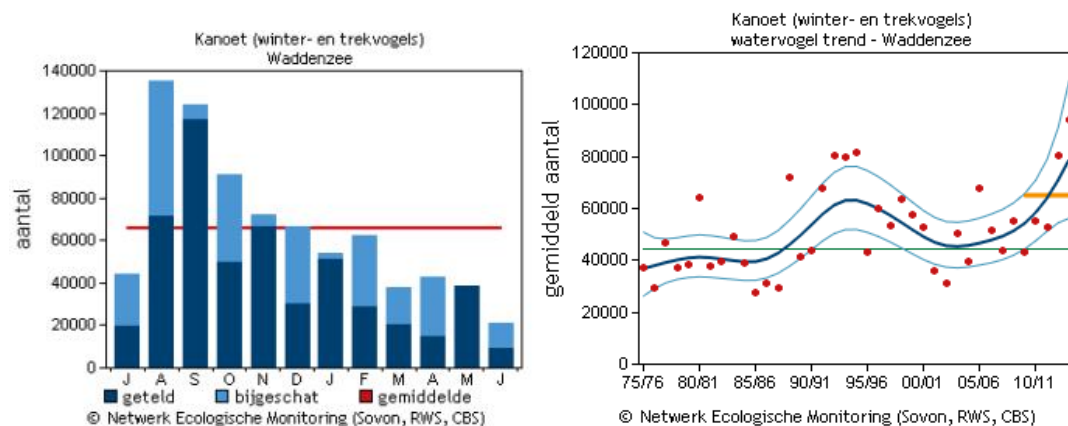 Kanoet (winter- en trekvogels)
Waddenzee
aantal
140000
120000
100000
80000
60000
40000
20000
0
J A S O N D J F M A M J
geteld bijgeschat gemiddelde
© Netwerk Ecologische Monitoring (Sovon, RWS, CBS)
Kanoet (winter- en trekvogels)
watervogel trend - Waddenzee
gemiddeld aantal
120000
100000
80000
60000
40000
20000
0
75/76 80/81 85/86 90/91 95/96 00/01 05/06 10/11
© Netwerk Ecologische Monitoring (Sovon, RWS, CBS)